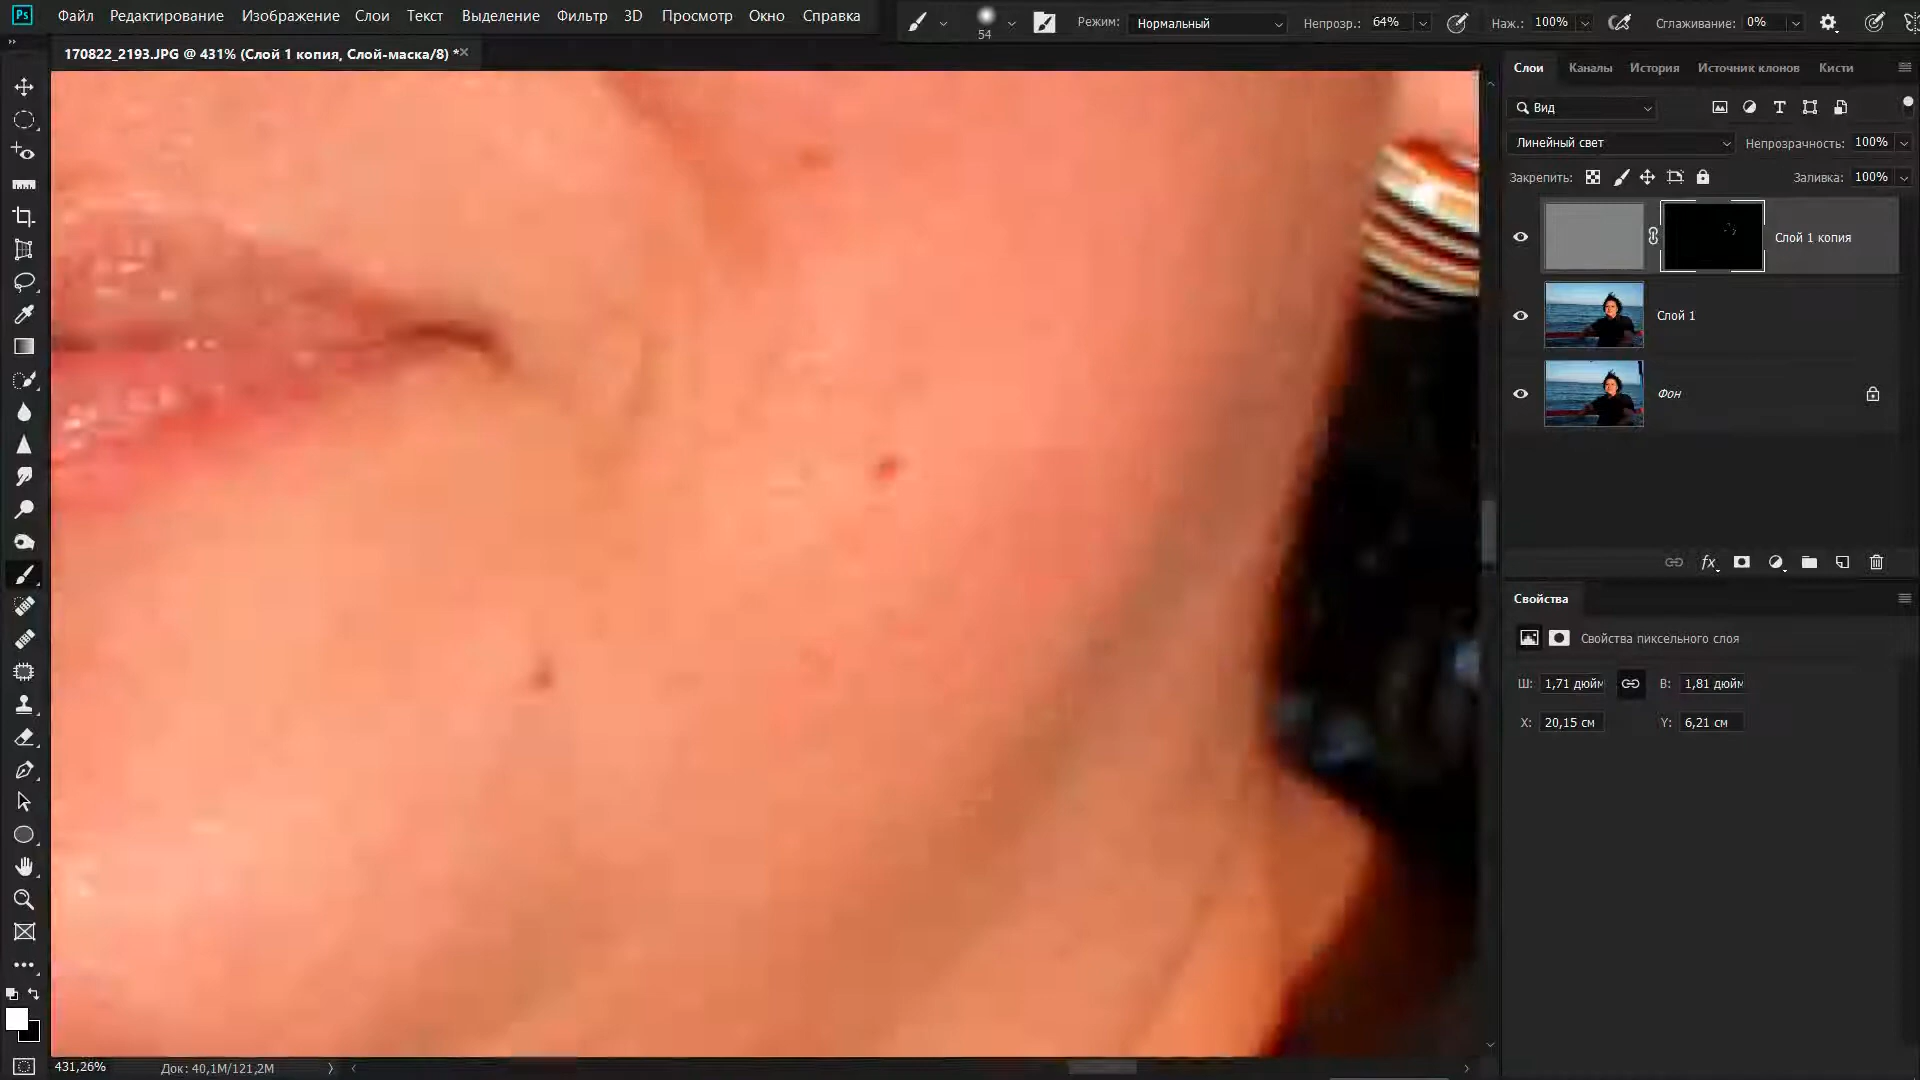 Ps Файл Редактирование Изображение Слои Текст Выделение Фильтр 3D Просмотр Окно Справка
54 Режим: Нормальный Непрозр.: 64% Наж.: 100% Сглаживание: 0%
170822_2193.JPG @ 431% (Слой 1 копия, Слой-маска/8) *
Слои Каналы История Источник клонов Кисти
Вид
Линейный свет Непрозрачность: 100%
Закрепить: Заливка: 100%
Слой 1 копия
Слой 1
Фон
fx
Свойства
Свойства пиксельного слоя
Ш: 1,71 дюйм В: 1,81 дюйм
X: 20,15 см Y: 6,21 см
431,26% Док: 40,1M/121,2M